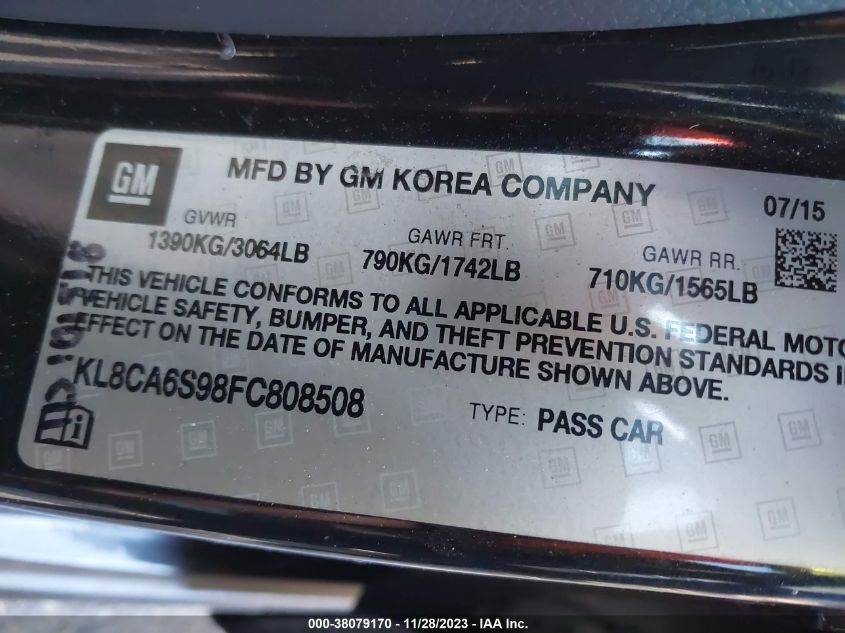 GM
MFD BY GM KOREA COMPANY
07/15
GVWR
1390KG/3064LB
GAWR FRT.
790KG/1742LB
GAWR RR.
710KG/1565LB
THIS VEHICLE CONFORMS TO ALL APPLICABLE U.S. FEDERAL MOTO
VEHICLE SAFETY, BUMPER, AND THEFT PREVENTION STANDARDS I
EFFECT ON THE DATE OF MANUFACTURE SHOWN ABOVE.
KL8CA6S98FC808508
TYPE: PASS CAR
000-38079170 - 11/28/2023 - IAA Inc.